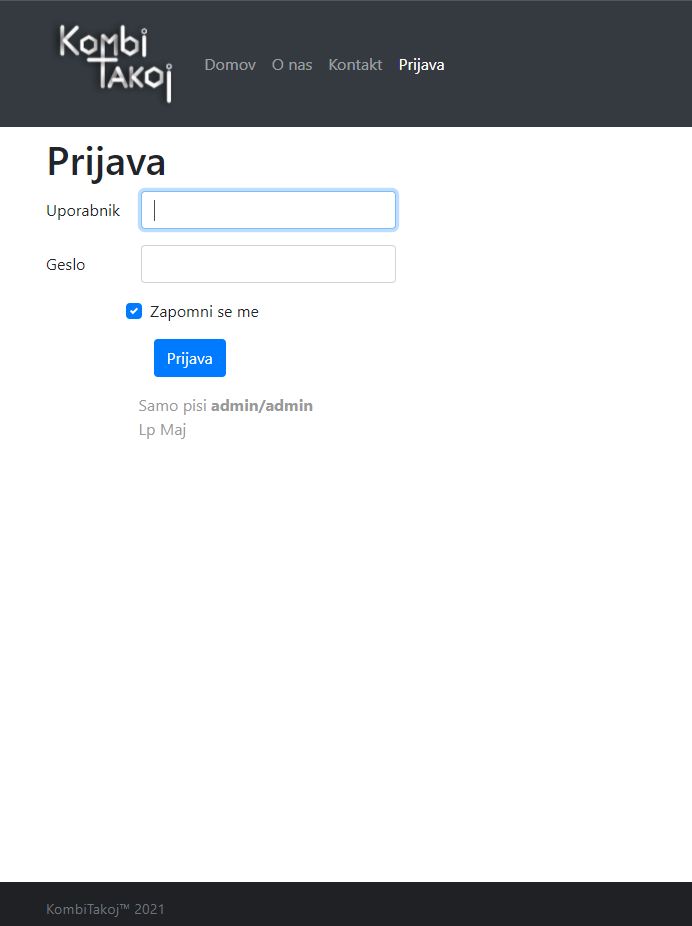 Kombi
TAKOJ
Domov O nas Kontakt Prijava
Prijava
Uporabnik
Geslo
Zapomni se me
Prijava
Samo pisi admin/admin
Lp Maj
KombiTakoj™ 2021